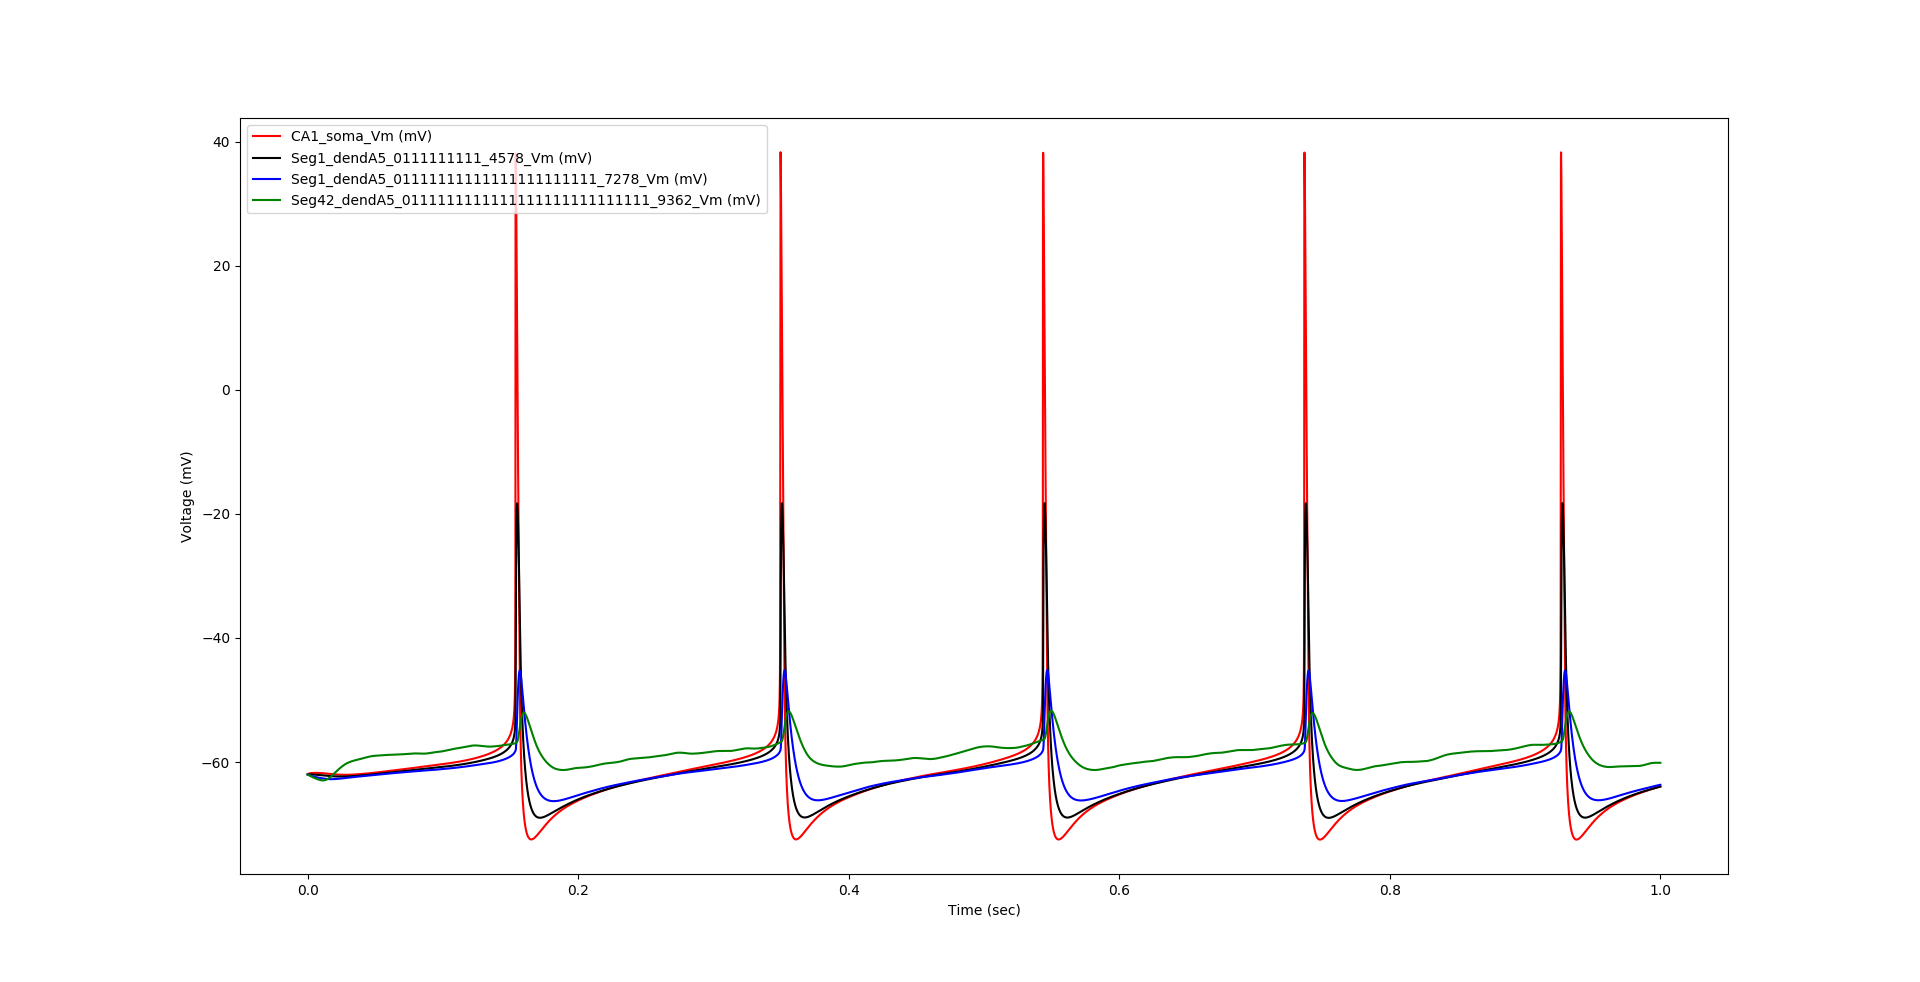 CA1_soma_Vm (mV)
Seg1_dendA5_0111111111_4578_Vm (mV)
Seg1_dendA5_01111111111111111111111_7278_Vm (mV)
Seg42_dendA5_0111111111111111111111111111_9362_Vm (mV)
40
20
0
−20
−40
−60
Voltage (mV)
0.0 0.2 0.4 0.6 0.8 1.0
Time (sec)